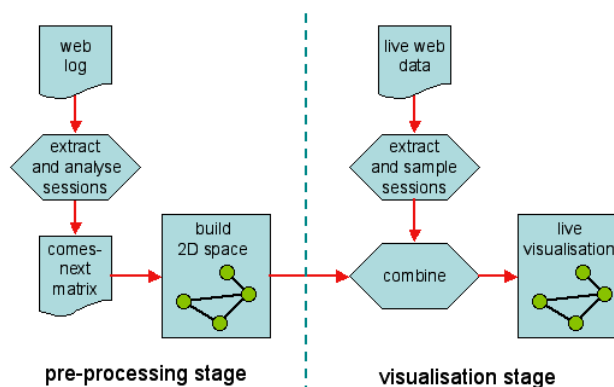 web
log
extract
and analyse
sessions
comes-
next
matrix
build
2D space
pre-processing stage
live web
data
extract
and sample
sessions
combine
live
visualisation
visualisation stage